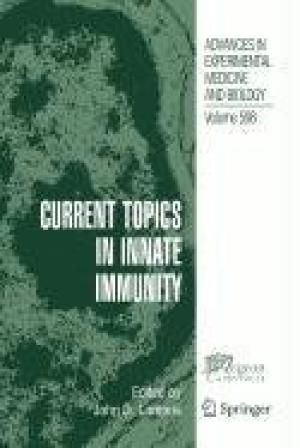 ADVANCES IN
EXPERIMENTAL
MEDICINE
AND BIOLOGY
Volume 598
CURRENT TOPICS
IN INNATE
IMMUNITY
Edited by
John D. Lambris
Springer